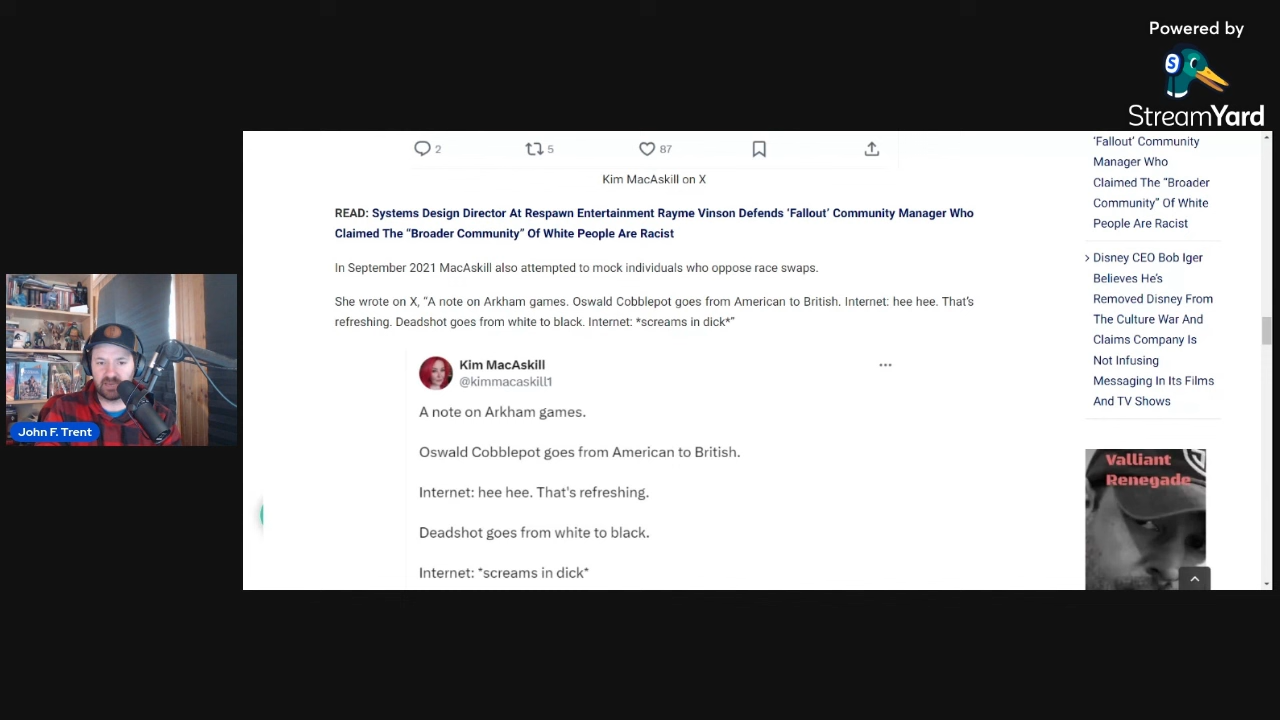 Powered by
StreamYard
2
5
87
Kim MacAskill on X
READ: Systems Design Director At Respawn Entertainment Rayme Vinson Defends ‘Fallout’ Community Manager Who
Claimed The “Broader Community” Of White People Are Racist
In September 2021 MacAskill also attempted to mock individuals who oppose race swaps.
She wrote on X, “A note on Arkham games. Oswald Cobblepot goes from American to British. Internet: hee hee. That’s
refreshing. Deadshot goes from white to black. Internet: *screams in dick*”
Kim MacAskill
@kimmacaskill1
A note on Arkham games.
Oswald Cobblepot goes from American to British.
Internet: hee hee. That's refreshing.
Deadshot goes from white to black.
Internet: *screams in dick*
‘Fallout’ Community
Manager Who
Claimed The “Broader
Community” Of White
People Are Racist
Disney CEO Bob Iger
Believes He’s
Removed Disney From
The Culture War And
Claims Company Is
Not Infusing
Messaging In Its Films
And TV Shows
Valliant
Renegade
John F. Trent